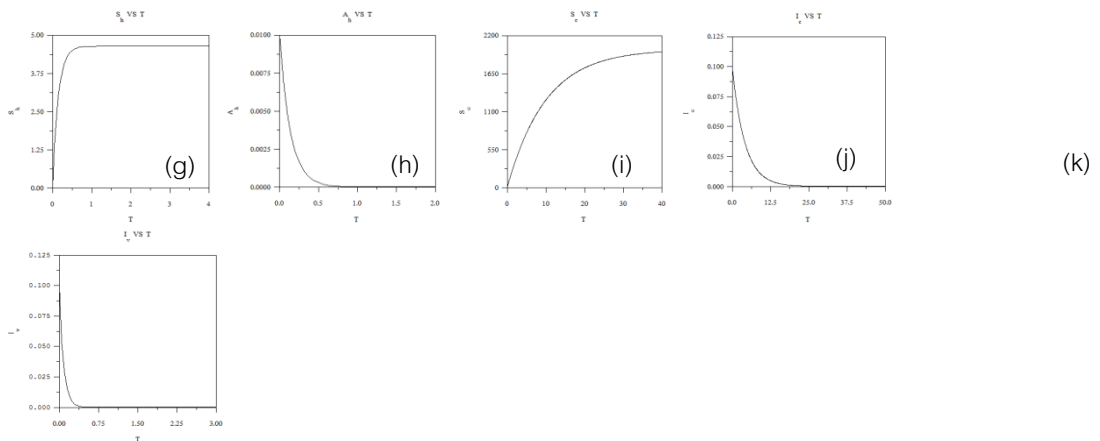 S_h VS T
A_h VS T
S_c VS T
I_c VS T
5.00
3.75
2.50
1.25
0.00
S_h
0 1 2 3 4
T
(g)
0.0100
0.0075
0.0050
0.0025
0.0000
A_h
0.0 0.5 1.0 1.5 2.0
T
(h)
2200
1650
1100
550
0
0 10 20 30 40
T
(i)
0.125
0.100
0.075
0.050
0.025
0.000
0.0 12.5 25.0 37.5 50.0
T
(j)
(k)
I_v VS T
0.125
0.100
0.075
0.050
0.025
0.000
0.00 0.75 1.50 2.25 3.00
T